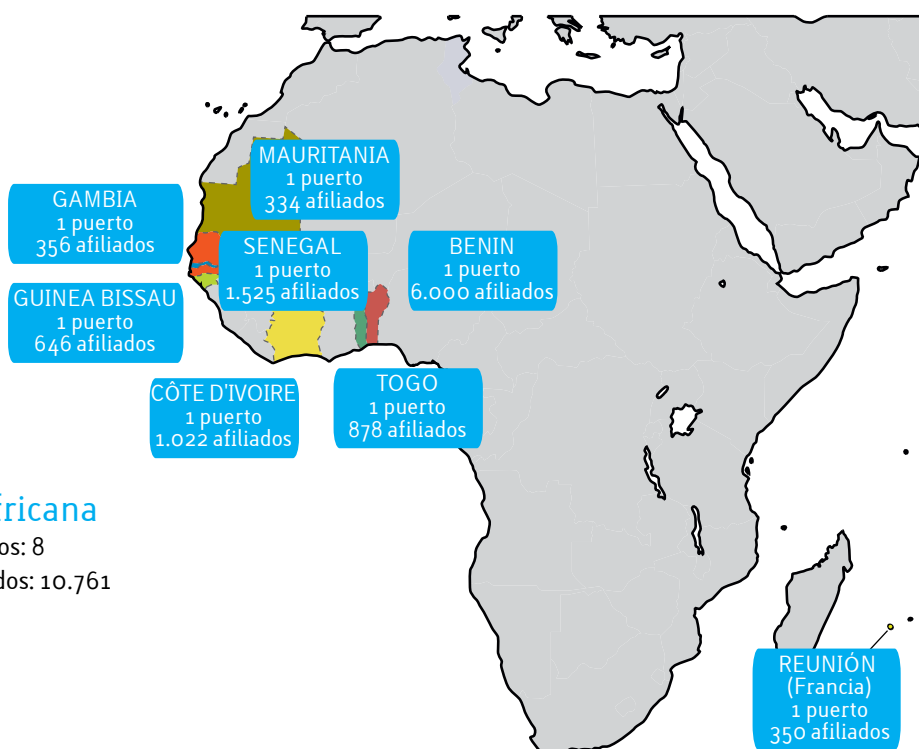 MAURITANIA
1 puerto
334 afiliados
GAMBIA
1 puerto
356 afiliados
SENEGAL
1 puerto
1.525 afiliados
BENIN
1 puerto
6.000 afiliados
GUINEA BISSAU
1 puerto
646 afiliados
CÔTE D'IVOIRE
1 puerto
1.022 afiliados
TOGO
1 puerto
878 afiliados
fricana
os: 8
dos: 10.761
REUNIÓN
(Francia)
1 puerto
350 afiliados